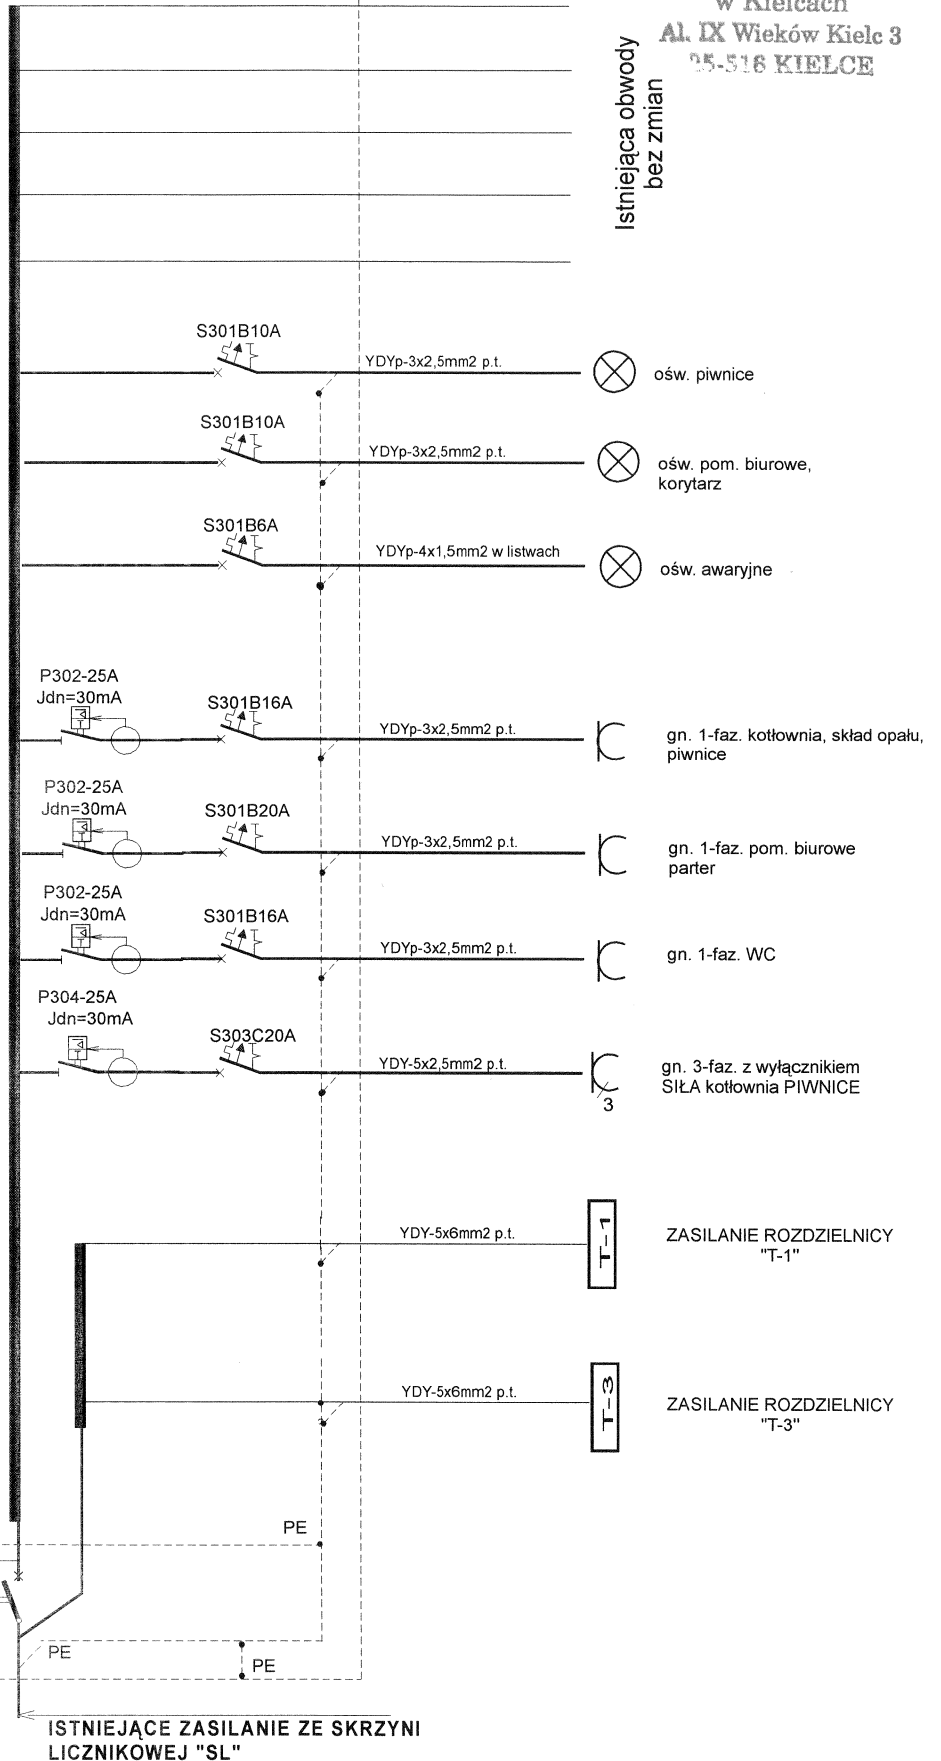 w Kielcach
Al. IX Wieków Kielc 3
25-516 KIELCE
Istniejąca obwody
bez zmian
S301B10A
YDYp-3x2,5mm2 p.t.
ośw. piwnice
S301B10A
YDYp-3x2,5mm2 p.t.
ośw. pom. biurowe,
korytarz
S301B6A
YDYp-4x1,5mm2 w listwach
ośw. awaryjne
P302-25A
Jdn=30mA
S301B16A
YDYp-3x2,5mm2 p.t.
gn. 1-faz. kotłownia, skład opału,
piwnice
P302-25A
Jdn=30mA
S301B20A
YDYp-3x2,5mm2 p.t.
gn. 1-faz. pom. biurowe
parter
P302-25A
Jdn=30mA
S301B16A
YDYp-3x2,5mm2 p.t.
gn. 1-faz. WC
P304-25A
Jdn=30mA
S303C20A
YDY-5x2,5mm2 p.t.
gn. 3-faz. z wyłącznikiem
SIŁA kotłownia PIWNICE
3
YDY-5x6mm2 p.t.
T-1
ZASILANIE ROZDZIELNICY
"T-1"
YDY-5x6mm2 p.t.
T-3
ZASILANIE ROZDZIELNICY
"T-3"
PE
PE
PE
ISTNIEJĄCE ZASILANIE ZE SKRZYNI
LICZNIKOWEJ "SL"